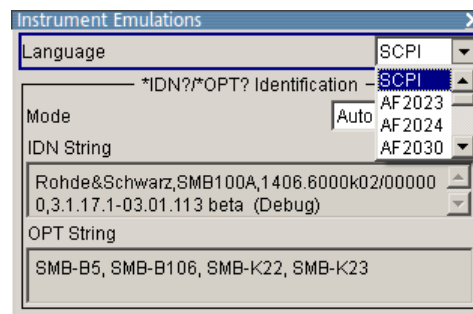 Instrument Emulations
Language SCPI
SCPI
*IDN?/*OPT? Identification
AF2023
Mode Auto
AF2024
IDN String
AF2030
Rohde&Schwarz,SMB100A,1406.6000k02/00000
0,3.1.17.1-03.01.113 beta (Debug)
OPT String
SMB-B5, SMB-B106, SMB-K22, SMB-K23